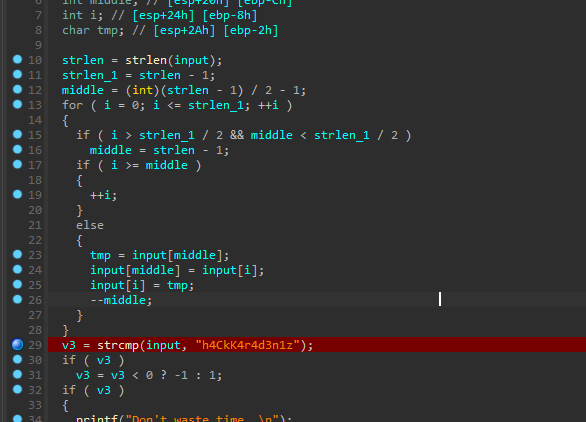 6 int middle; // [esp+20h] [ebp-Ch]
7 int i; // [esp+24h] [ebp-8h]
8 char tmp; // [esp+2Ah] [ebp-2h]
9
10 strlen = strlen(input);
11 strlen_1 = strlen - 1;
12 middle = (int)(strlen - 1) / 2 - 1;
13 for ( i = 0; i <= strlen_1; ++i )
14 {
15 if ( i > strlen_1 / 2 && middle < strlen_1 / 2 )
16 middle = strlen - 1;
17 if ( i >= middle )
18 {
19 ++i;
20 }
21 else
22 {
23 tmp = input[middle];
24 input[middle] = input[i];
25 input[i] = tmp;
26 --middle;
27 }
28 }
29 v3 = strcmp(input, "h4CkK4r4d3n1z");
30 if ( v3 )
31 v3 = v3 < 0 ? -1 : 1;
32 if ( v3 )
33 {
34 printf("Don't waste time. \n");